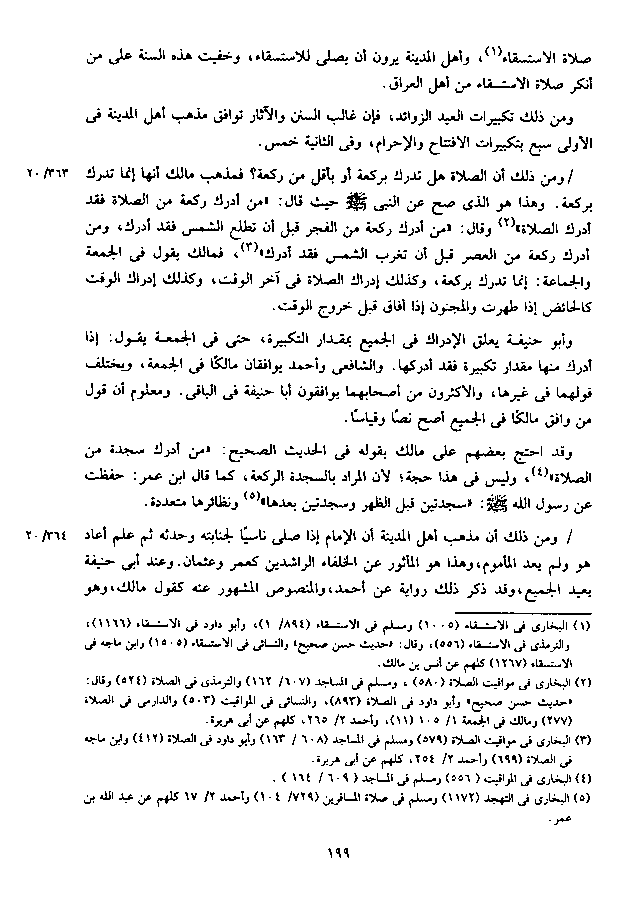 صلاة الاستسقاء(١)، وأهل المدينة يرون أن يصلى للاستسقاء، وخفيت هذه السنة على من
أنكر صلاة الاستسقاء من أهل العراق.
ومن ذلك تكبيرات العيد الزوائد، فإن غالب السنن والآثار توافق مذهب أهل المدينة فى
الأولى سبع بتكبيرات الافتتاح والإحرام، وفى الثانية خمس.
٢٠/٣٦٣ / ومن ذلك أن الصلاة هل تدرك بركعة أو بأقل من ركعة؟ فمذهب مالك أنها إنما تدرك
بركعة. وهذا هو الذى صح عن النبى ﷺ حيث قال: «من أدرك ركعة من الصلاة فقد
أدرك الصلاة»(٢) وقال: «من أدرك ركعة من الفجر قبل أن تطلع الشمس فقد أدرك، ومن
أدرك ركعة من العصر قبل أن تغرب الشمس فقد أدرك»(٣)، فمالك يقول فى الجمعة
والجماعة: إنما تدرك بركعة، وكذلك إدراك الصلاة فى آخر الوقت، وكذلك إدراك الوقت
كالحائض إذا طهرت والمجنون إذا أفاق قبل خروج الوقت.
وأبو حنيفة يعلق الإدراك فى الجميع بمقدار التكبيرة، حتى فى الجمعة يقول: إذا
أدرك منها مقدار تكبيرة فقد أدركها. والشافعى وأحمد يوافقان مالكًا فى الجمعة، ويختلف
قولهما فى غيرها، والأكثرون من أصحابهما يوافقون أبا حنيفة فى الباقى. ومعلوم أن قول
من وافق مالكًا فى الجميع أصح نصًا وقياسًا.
وقد احتج بعضهم على مالك بقوله فى الحديث الصحيح: «من أدرك سجدة من
الصلاة»(٤)، وليس فى هذا حجة؛ لأن المراد بالسجدة الركعة، كما قال ابن عمر: حفظت
عن رسول الله ﷺ: «سجدتين قبل الظهر وسجدتين بعدها»(٥) ونظائرها متعددة.
٢٠/٣٦٤ / ومن ذلك أن مذهب أهل المدينة أن الإمام إذا صلى ناسيًا لجنابته وحدثه ثم علم أعاد
هو ولم يعد المأموم، وهذا هو المأثور عن الخلفاء الراشدين كعمر وعثمان. وعند أبى حنيفة
يعيد الجميع، وقد ذكر ذلك رواية عن أحمد، والمنصوص المشهور عنه كقول مالك، وهو
(١) البخارى فى الاستسقاء (١٠٠٥) ومسلم فى الاستسقاء (٨٩٤/ ١)، وأبو داود فى الاستسقاء (١١٦٦)،
والترمذى فى الاستسقاء (٥٥٦)، وقال: «حديث حسن صحيح» والنسائى فى الاستسقاء (١٥٠٥) وابن ماجه فى
الاستسقاء (١٢٦٧) كلهم عن أنس بن مالك.
(٢) البخارى فى مواقيت الصلاة (٥٨٠)، ومسلم فى المساجد (٦٠٧/ ١٦٢) والترمذى فى الصلاة (٥٢٤) وقال:
«حديث حسن صحيح» وأبو داود فى الصلاة (٨٩٣)، والنسائى فى المواقيت (٥٠٣) والدارمى فى الصلاة
(٢٧٧) ومالك فى الجمعة ١/ ١٠٥ (١١)، وأحمد ٢/ ٢٦٥، كلهم عن أبى هريرة.
(٣) البخارى فى مواقيت الصلاة (٥٧٩) ومسلم فى المساجد (٦٠٨ / ١٦٣) وأبو داود فى الصلاة (٤١٢) وابن ماجه
فى الصلاة (٦٩٩) وأحمد ٢/ ٢٥٤، كلهم عن أبى هريرة.
(٤) البخارى فى المواقيت (٥٥٦) ومسلم فى المساجد (٦٠٩ / ١٦٤).
(٥) البخارى فى التهجد (١١٧٢) ومسلم فى صلاة المسافرين (٧٢٩/ ١٠٤) وأحمد ٢/ ٦٧ كلهم عن عبد الله بن
عمر.
١٩٩